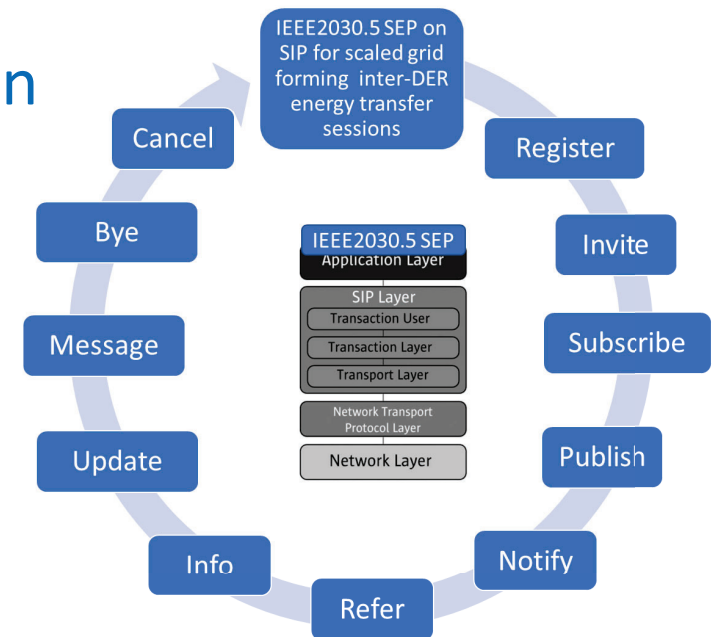 n
IEEE2030.5 SEP on
SIP for scaled grid
forming inter-DER
energy transfer
sessions
Register
Invite
Subscribe
Publish
Notify
Refer
Info
Update
Message
Bye
Cancel
IEEE2030.5 SEP
Application Layer
SIP Layer
Transaction User
Transaction Layer
Transport Layer
Network Transport
Protocol Layer
Network Layer